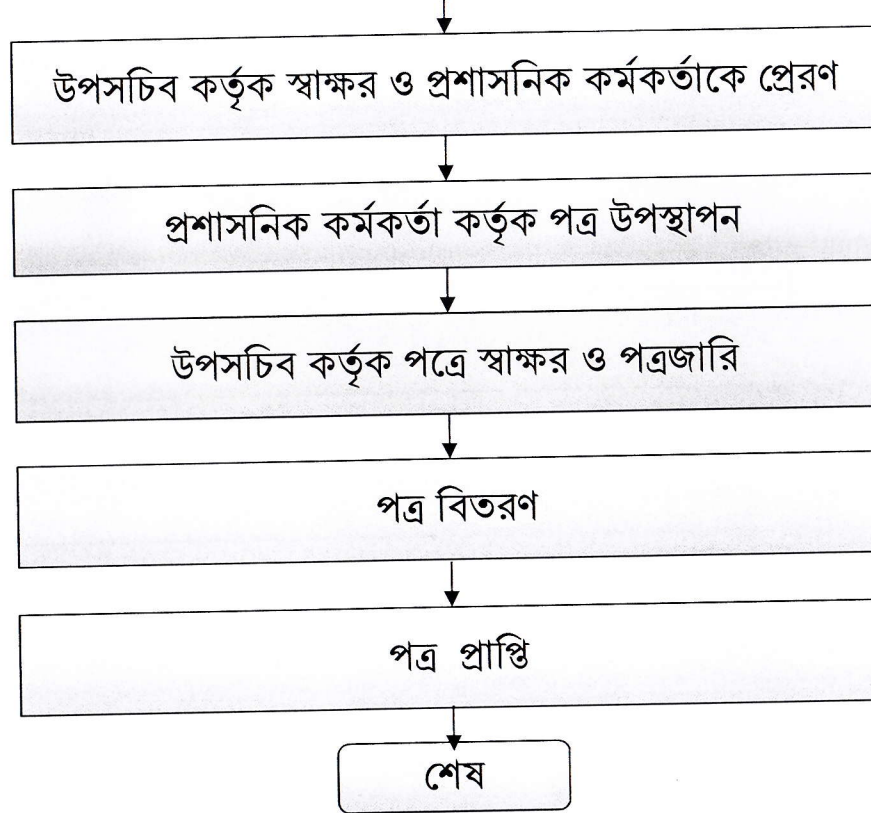 উপসচিব কর্তৃক স্বাক্ষর ও প্রশাসনিক কর্মকর্তাকে প্রেরণ
প্রশাসনিক কর্মকর্তা কর্তৃক পত্র উপস্থাপন
উপসচিব কর্তৃক পত্রে স্বাক্ষর ও পত্রজারি
পত্র বিতরণ
পত্র প্রাপ্তি
শেষ